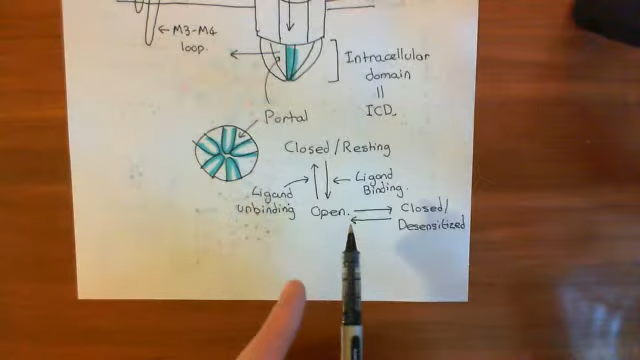 M3-M4
loop.
Intracellular
domain
=
ICD.
Portal
Closed/Resting
Ligand
Binding.
Ligand
unbinding
Open.
Closed/
Desensitized